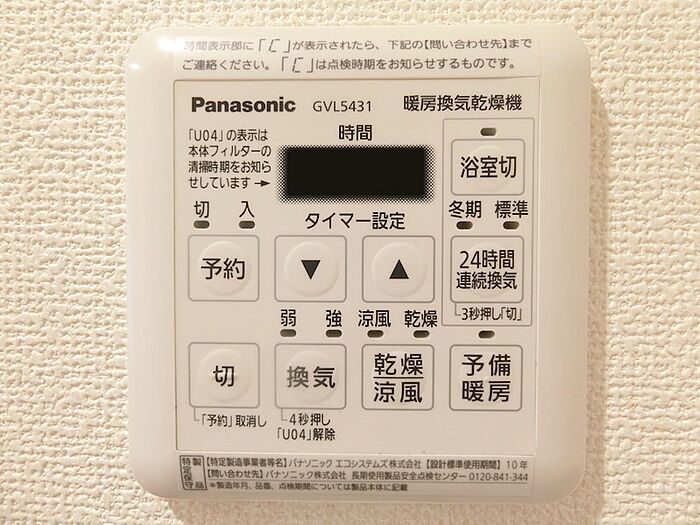 時間表示部に「[」が表示されたら、下記の【問い合わせ先】まで
ご連絡ください。「[」は点検時期をお知らせするものです。
Panasonic GVL5431 暖房換気乾燥機
「U04」の表示は
本体フィルターの
清掃時期をお知ら
せしています→
時間
浴室切
切 入
タイマー設定
冬期 標準
予約
▼
▲
24時間
連続換気
3秒押し「切」
弱 強 涼風 乾燥
切
換気
乾燥
涼風
予備
暖房
「予約」取消し
4秒押し
「U04」解除
特定保守製品
【特定製造事業者等名】パナソニック エコシステムズ株式会社【設計標準使用期間】10年
【問い合わせ先】パナソニック株式会社 長期使用製品安全点検センター 0120-841-344
*製造年月、品番、点検期間については製品本体に記載